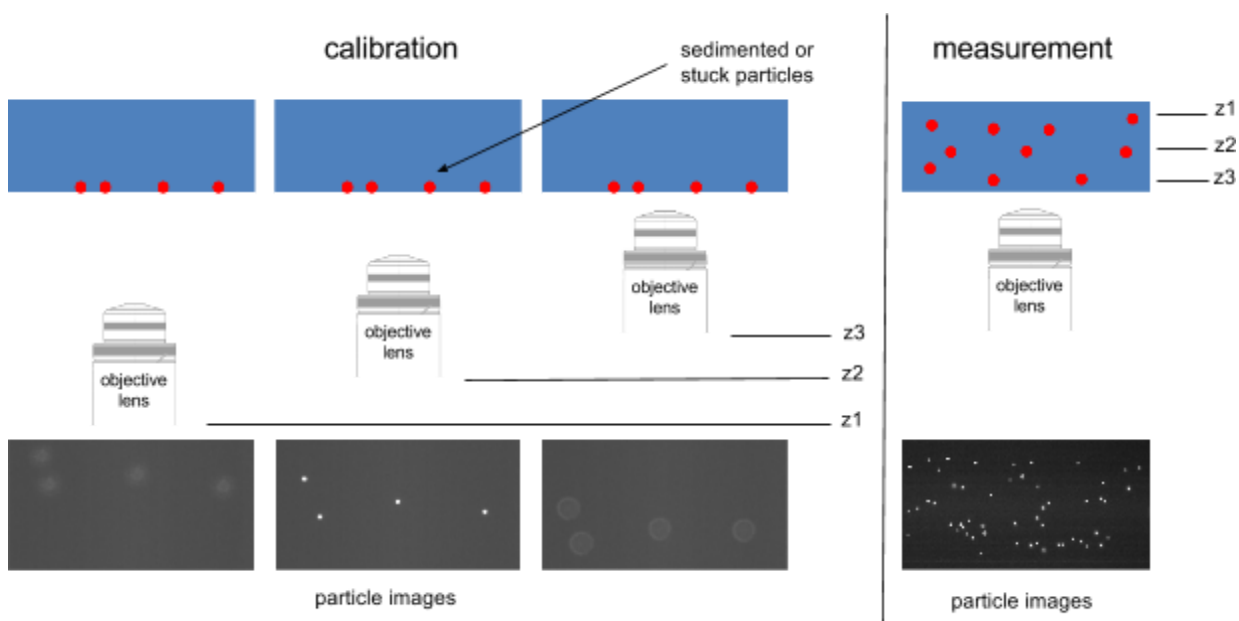 calibration
sedimented or
stuck particles
measurement
z1
z2
z3
objective
lens
objective
lens
objective
lens
objective
lens
z3
z2
z1
particle images
particle images